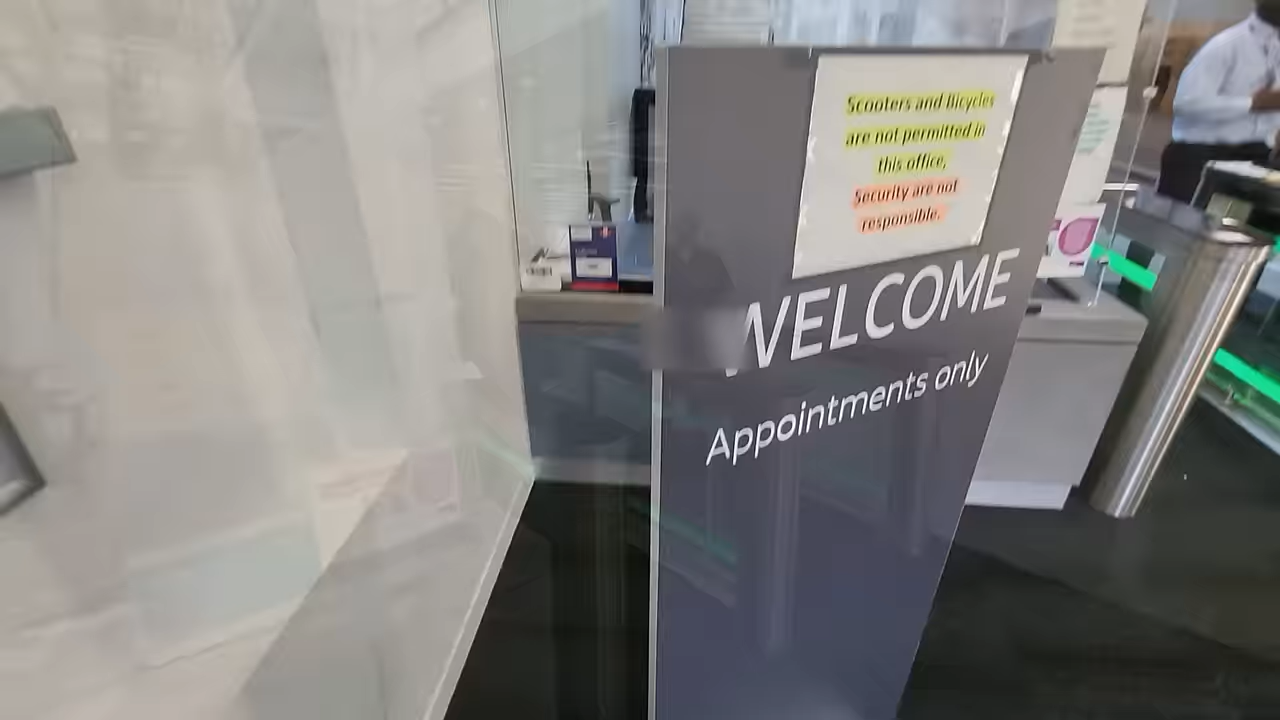 Scooters and Bicycles
are not permitted in
this office,
Security are not
responsible.
WELCOME
Appointments only